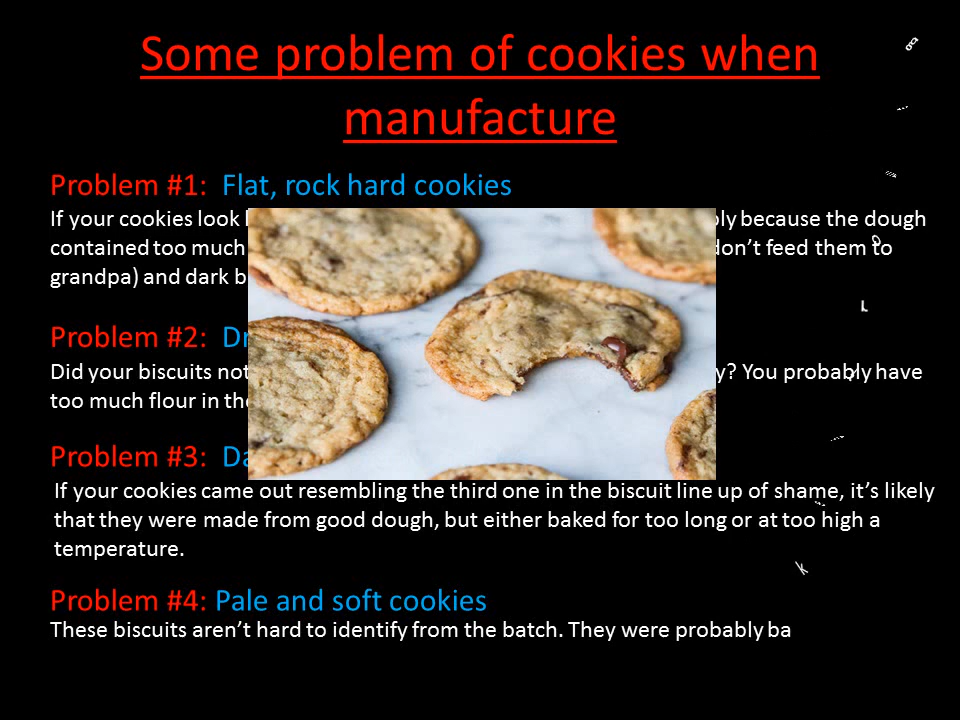 Some problem of cookies when
manufacture
Problem #1: Flat, rock hard cookies
If your cookies look because the dough
contained too much don’t feed them to
grandpa) and dark
Problem #2:
Did your biscuits not You probably have
too much flour in
Problem #3:
If your cookies came out resembling the third one in the biscuit line up of shame, it’s likely
that they were made from good dough, but either baked for too long or at too high a
temperature.
Problem #4: Pale and soft cookies
These biscuits aren’t hard to identify from the batch. They were probably ba